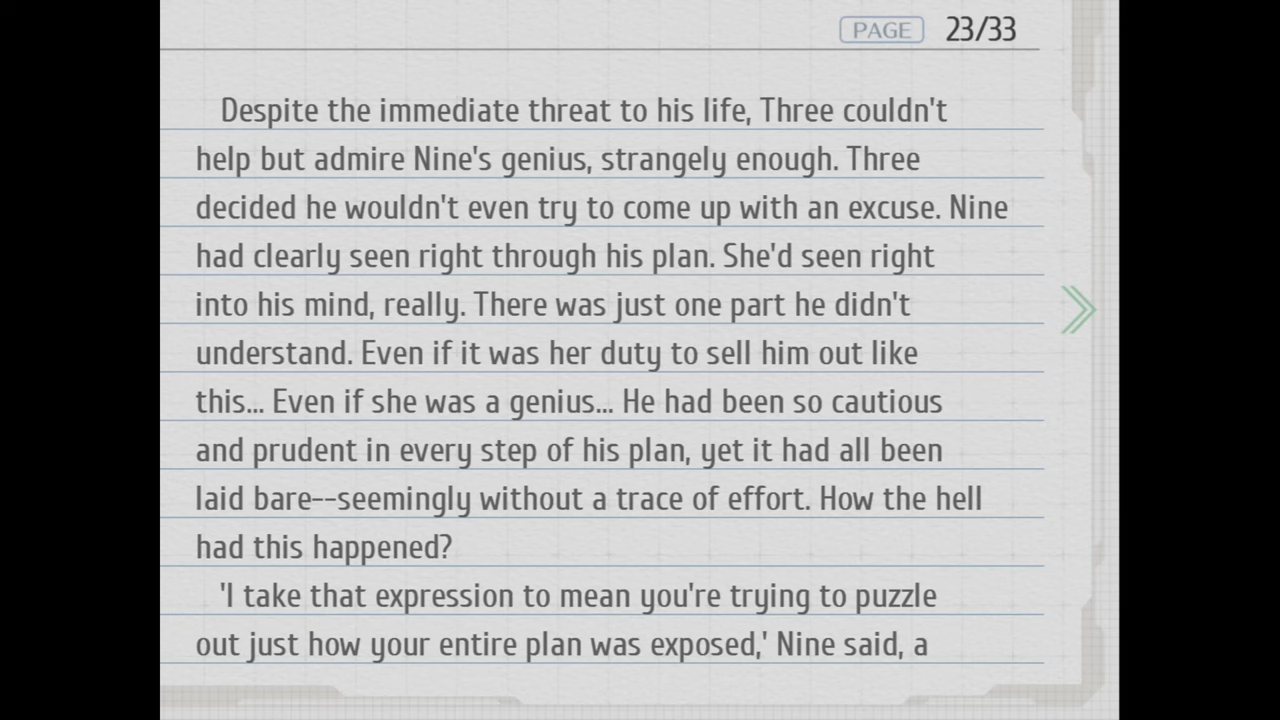 PAGE 23/33
Despite the immediate threat to his life, Three couldn't
help but admire Nine's genius, strangely enough. Three
decided he wouldn't even try to come up with an excuse. Nine
had clearly seen right through his plan. She'd seen right
into his mind, really. There was just one part he didn't
understand. Even if it was her duty to sell him out like
this... Even if she was a genius... He had been so cautious
and prudent in every step of his plan, yet it had all been
laid bare--seemingly without a trace of effort. How the hell
had this happened?
'I take that expression to mean you're trying to puzzle
out just how your entire plan was exposed,' Nine said, a